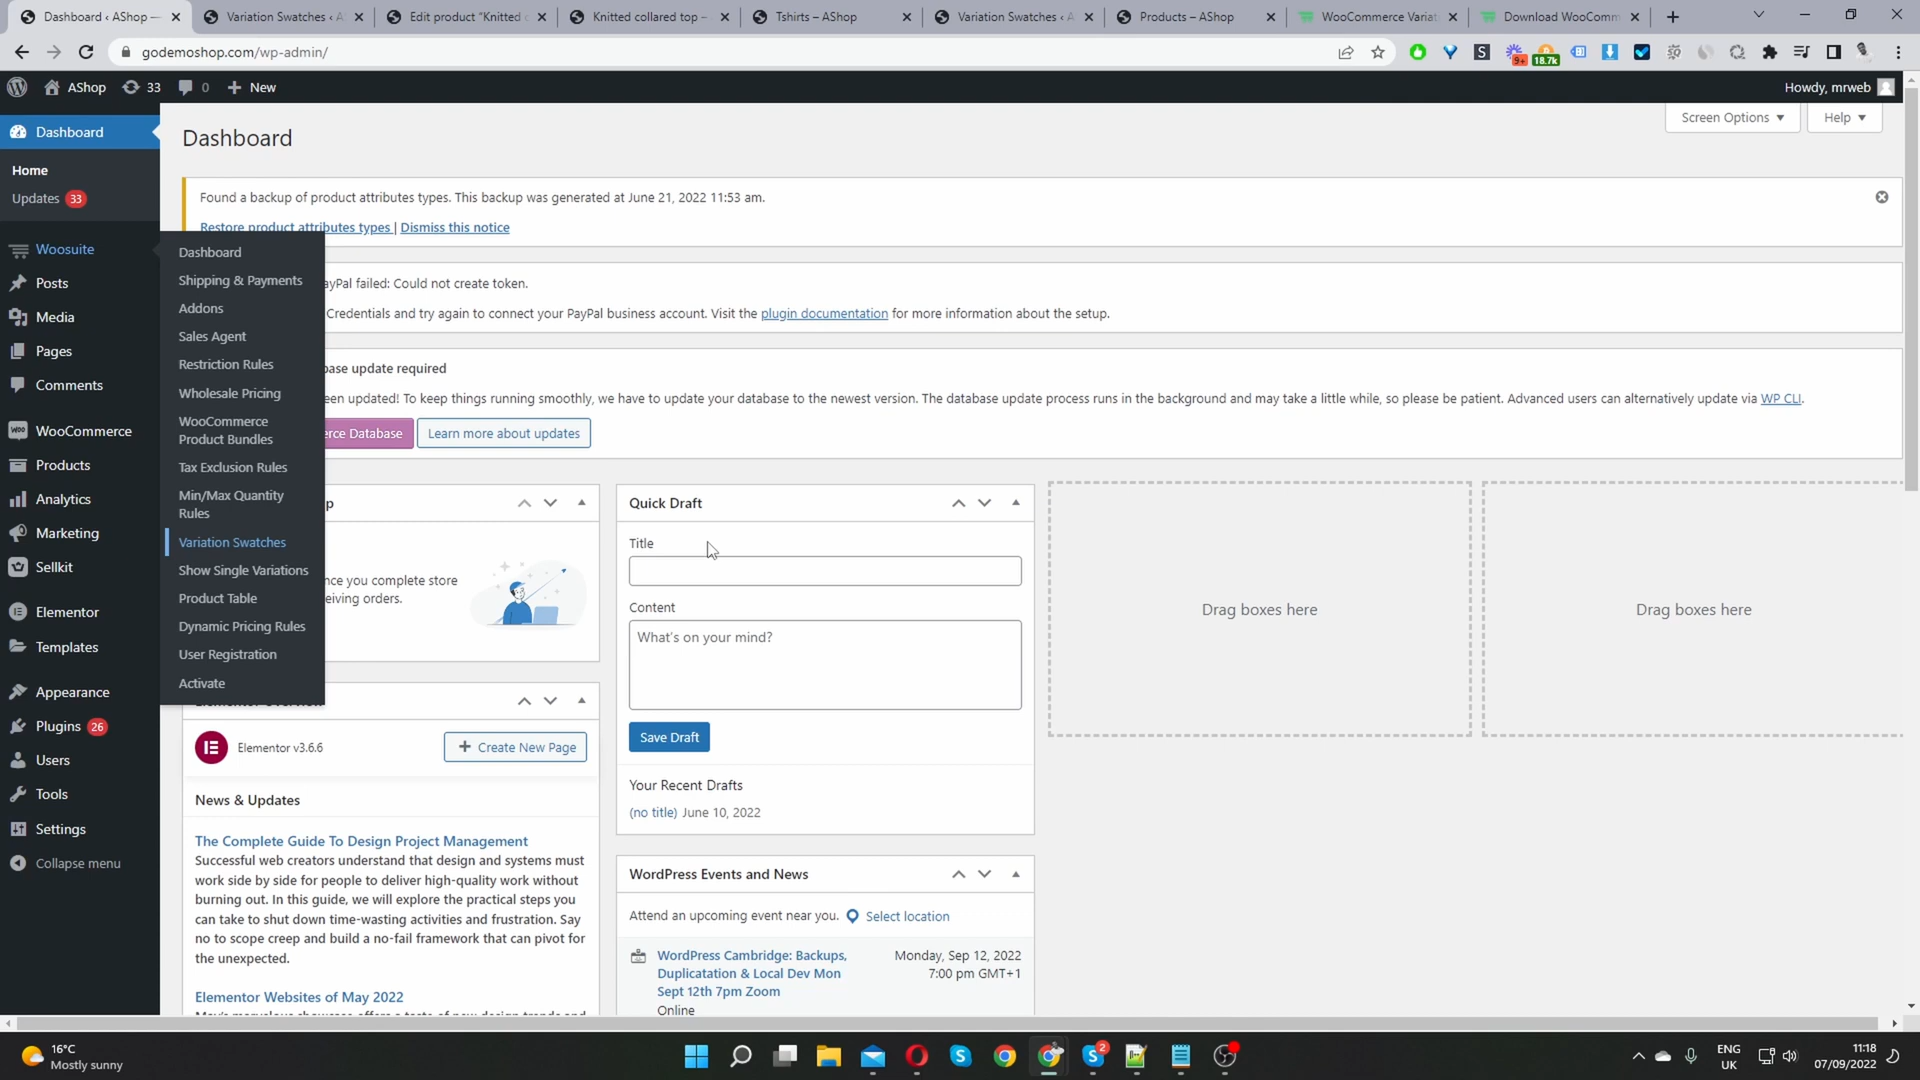 Dashboard ‹ AShop —
Variation Swatches ‹ A
Edit product "Knitted c
Knitted collared top –
Tshirts – AShop
Variation Swatches ‹ A
Products – AShop
WooCommerce Variat
Download WooComm
godemoshop.com/wp-admin/
9+
18.7k
AShop
33
0
New
Howdy, mrweb
Dashboard
Home
Updates 33
Woosuite
Posts
Media
Pages
Comments
WooCommerce
Products
Analytics
Marketing
Sellkit
Elementor
Templates
Appearance
Plugins 26
Users
Tools
Settings
Collapse menu
Dashboard
Shipping & Payments
Addons
Sales Agent
Restriction Rules
Wholesale Pricing
WooCommerce
Product Bundles
Tax Exclusion Rules
Min/Max Quantity
Rules
Variation Swatches
Show Single Variations
Product Table
Dynamic Pricing Rules
User Registration
Activate
Dashboard
Screen Options
Help
Found a backup of product attributes types. This backup was generated at June 21, 2022 11:53 am.
Restore product attributes types | Dismiss this notice
ayPal failed: Could not create token.
Credentials and try again to connect your PayPal business account. Visit the plugin documentation for more information about the setup.
base update required
een updated! To keep things running smoothly, we have to update your database to the newest version. The database update process runs in the background and may take a little while, so please be patient. Advanced users can alternatively update via WP CLI.
erce Database
Learn more about updates
p
nce you complete store
eiving orders.
Elementor v3.6.6
Create New Page
News & Updates
The Complete Guide To Design Project Management
Successful web creators understand that design and systems must
work side by side for people to deliver high-quality work without
burning out. In this guide, we will explore the practical steps you
can take to shut down time-wasting activities and frustration. Say
no to scope creep and build a no-fail framework that can pivot for
the unexpected.
Elementor Websites of May 2022
Quick Draft
Title
Content
What's on your mind?
Save Draft
Your Recent Drafts
(no title) June 10, 2022
WordPress Events and News
Attend an upcoming event near you. Select location
WordPress Cambridge: Backups,
Duplicatation & Local Dev Mon
Sept 12th 7pm Zoom
Online
Monday, Sep 12, 2022
7:00 pm GMT+1
Drag boxes here
Drag boxes here
16°C
Mostly sunny
2
ENG
UK
11:18
07/09/2022